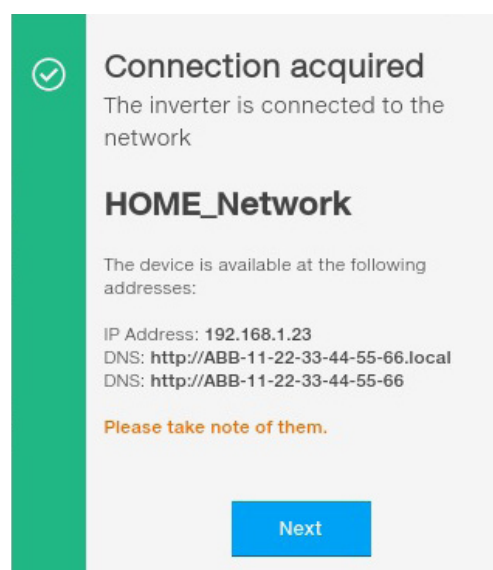 Connection acquired
The inverter is connected to the
network
HOME_Network
The device is available at the following
addresses:
IP Address: 192.168.1.23
DNS: http://ABB-11-22-33-44-55-66.local
DNS: http://ABB-11-22-33-44-55-66
Please take note of them.
Next